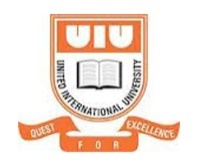 UIU
UNITED INTERNATIONAL UNIVERSITY
QUEST
FOR
EXCELLENCE